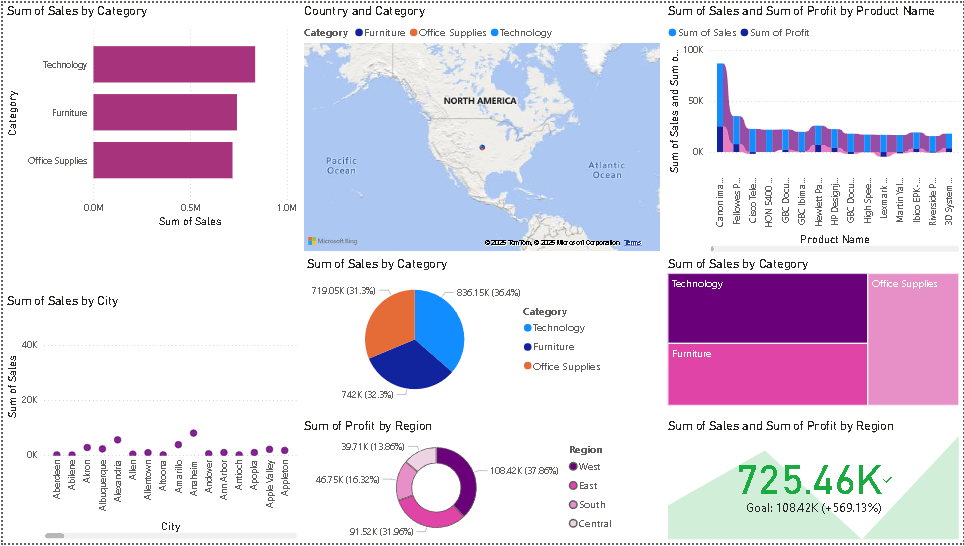 Sum of Sales by Category
Category
Technology
Furniture
Office Supplies
0.0M
0.5M
1.0M
Sum of Sales
Country and Category
Category
Furniture
Office Supplies
Technology
NORTH AMERICA
Pacific
Ocean
Atlantic
Ocean
Microsoft Bing
© 2025 TomTom, © 2025 Microsoft Corporation Terms
Sum of Sales and Sum of Profit by Product Name
Sum of Sales
Sum of Profit
Sum of Sales and Sum o...
100K
50K
0K
Canon ima...
Fellowes P...
Cisco Tele...
HON 5400...
GBC Docu...
GBC Ibima...
Hewlett Pa...
HP Designj...
GBC Docu...
High Spee...
Lexmark ...
Martin Yal...
Ibico EPK-...
Riverside P...
3D System...
Product Name
Sum of Sales by City
Sum of Sales
40K
20K
0K
Aberdeen
Abilene
Akron
Albuquerque
Alexandria
Allen
Allentown
Altoona
Amarillo
Anaheim
Andover
Ann Arbor
Antioch
Apopka
Apple Valley
Appleton
City
Sum of Sales by Category
719.05K (31.3%)
836.15K (36.4%)
742K (32.3%)
Category
Technology
Furniture
Office Supplies
Sum of Sales by Category
Technology
Office Supplies
Furniture
Sum of Profit by Region
39.71K (13.86%)
108.42K (37.86%)
46.75K (16.32%)
91.52K (31.96%)
Region
West
East
South
Central
Sum of Sales and Sum of Profit by Region
725.46K
Goal: 108.42K (+569.13%)